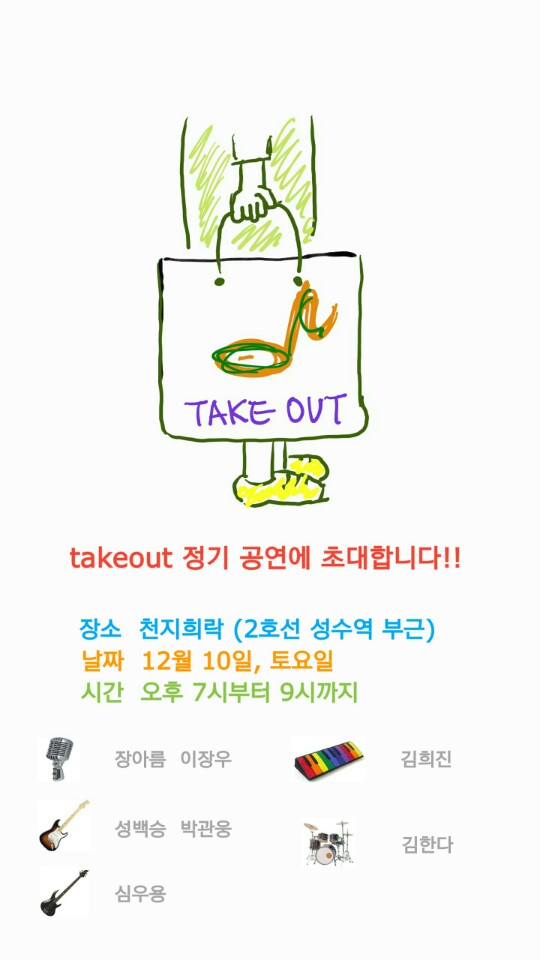 TAKE OUT
takeout 정기 공연에 초대합니다!!
장소 천지희락 (2호선 성수역 부근)
날짜 12월 10일, 토요일
시간 오후 7시부터 9시까지
장아름 이장우
김희진
성백승 박관웅
김한다
심우용